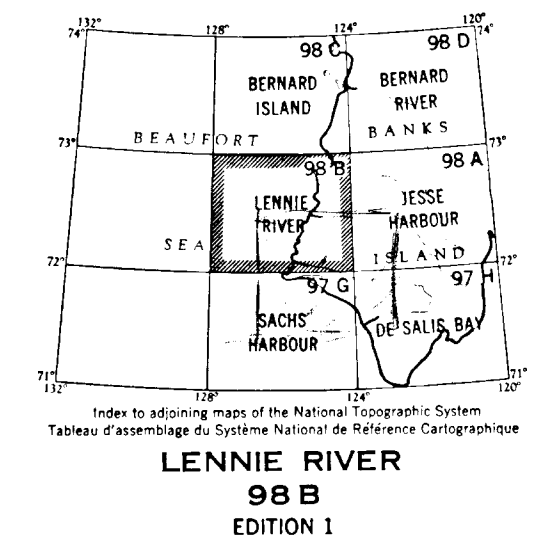 132° 128° 124° 120°
74° 74°
98 C 98 D
BERNARD ISLAND
BERNARD RIVER
BEAUFORT BANKS
73° 73°
98 B 98 A
LENNIE RIVER
JESSE HARBOUR
SEA ISLAND
72° 72°
97 G 97 H
SACHS HARBOUR
DE SALIS BAY
71° 71°
132° 128° 124° 120°
Index to adjoining maps of the National Topographic System
Tableau d'assemblage du Système National de Référence Cartographique
LENNIE RIVER
98 B
EDITION 1